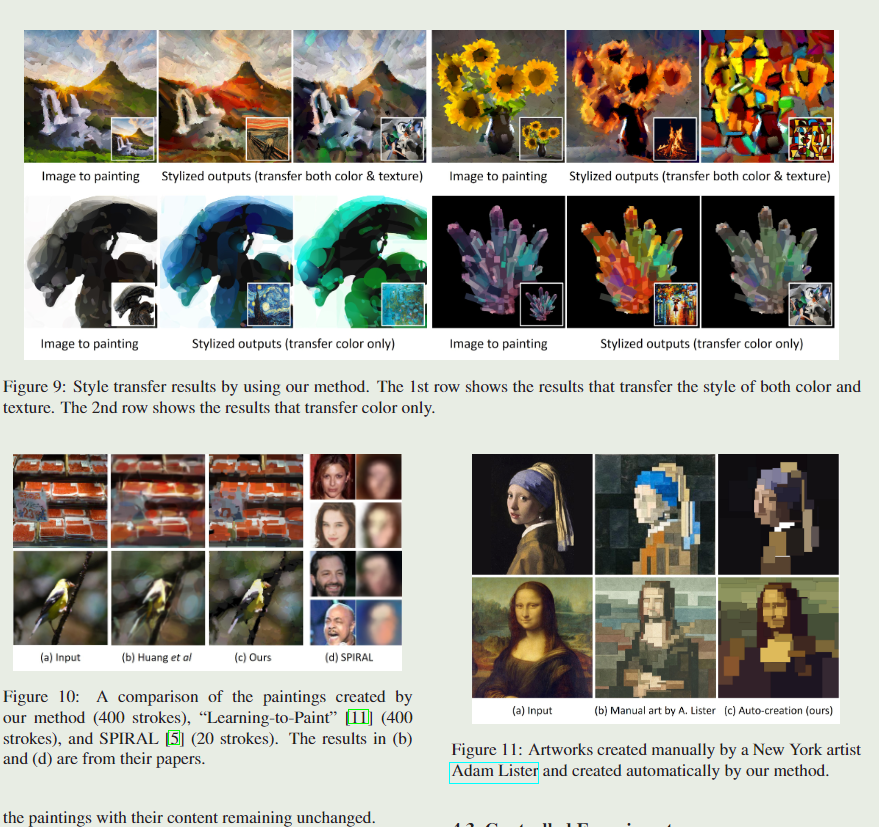 Image to painting
Stylized outputs (transfer both color & texture)
Image to painting
Stylized outputs (transfer both color & texture)
Image to painting
Stylized outputs (transfer color only)
Image to painting
Stylized outputs (transfer color only)
Figure 9: Style transfer results by using our method. The 1st row shows the results that transfer the style of both color and
texture. The 2nd row shows the results that transfer color only.
(a) Input
(b) Huang et al
(c) Ours
(d) SPIRAL
Figure 10: A comparison of the paintings created by
our method (400 strokes), “Learning-to-Paint” [11] (400
strokes), and SPIRAL [5] (20 strokes). The results in (b)
and (d) are from their papers.
the paintings with their content remaining unchanged.
(a) Input
(b) Manual art by A. Lister
(c) Auto-creation (ours)
Figure 11: Artworks created manually by a New York artist
Adam Lister and created automatically by our method.